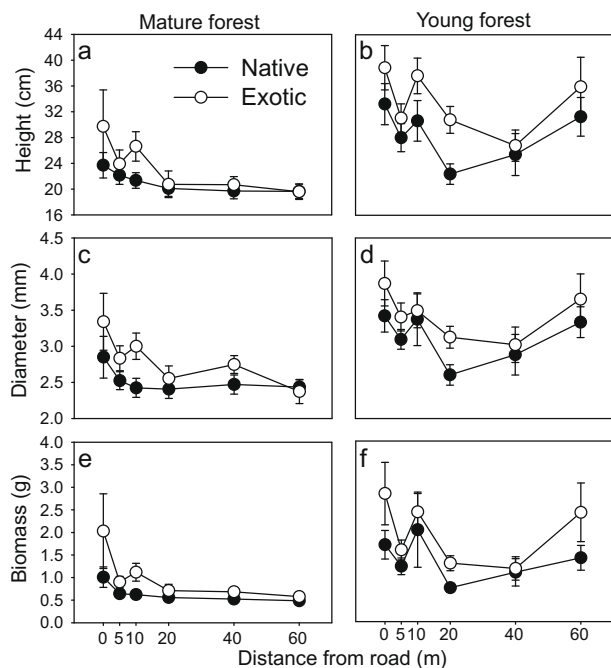 Mature forest Young forest
a b
Native
Exotic
Height (cm)
44
40
36
32
28
24
20
16
c d
Diameter (mm)
4.5
4.0
3.5
3.0
2.5
2.0
e f
Biomass (g)
4.0
3.5
3.0
2.5
2.0
1.5
1.0
0.5
0.0
0 5 10 20 40 60 0 5 10 20 40 60
Distance from road (m)